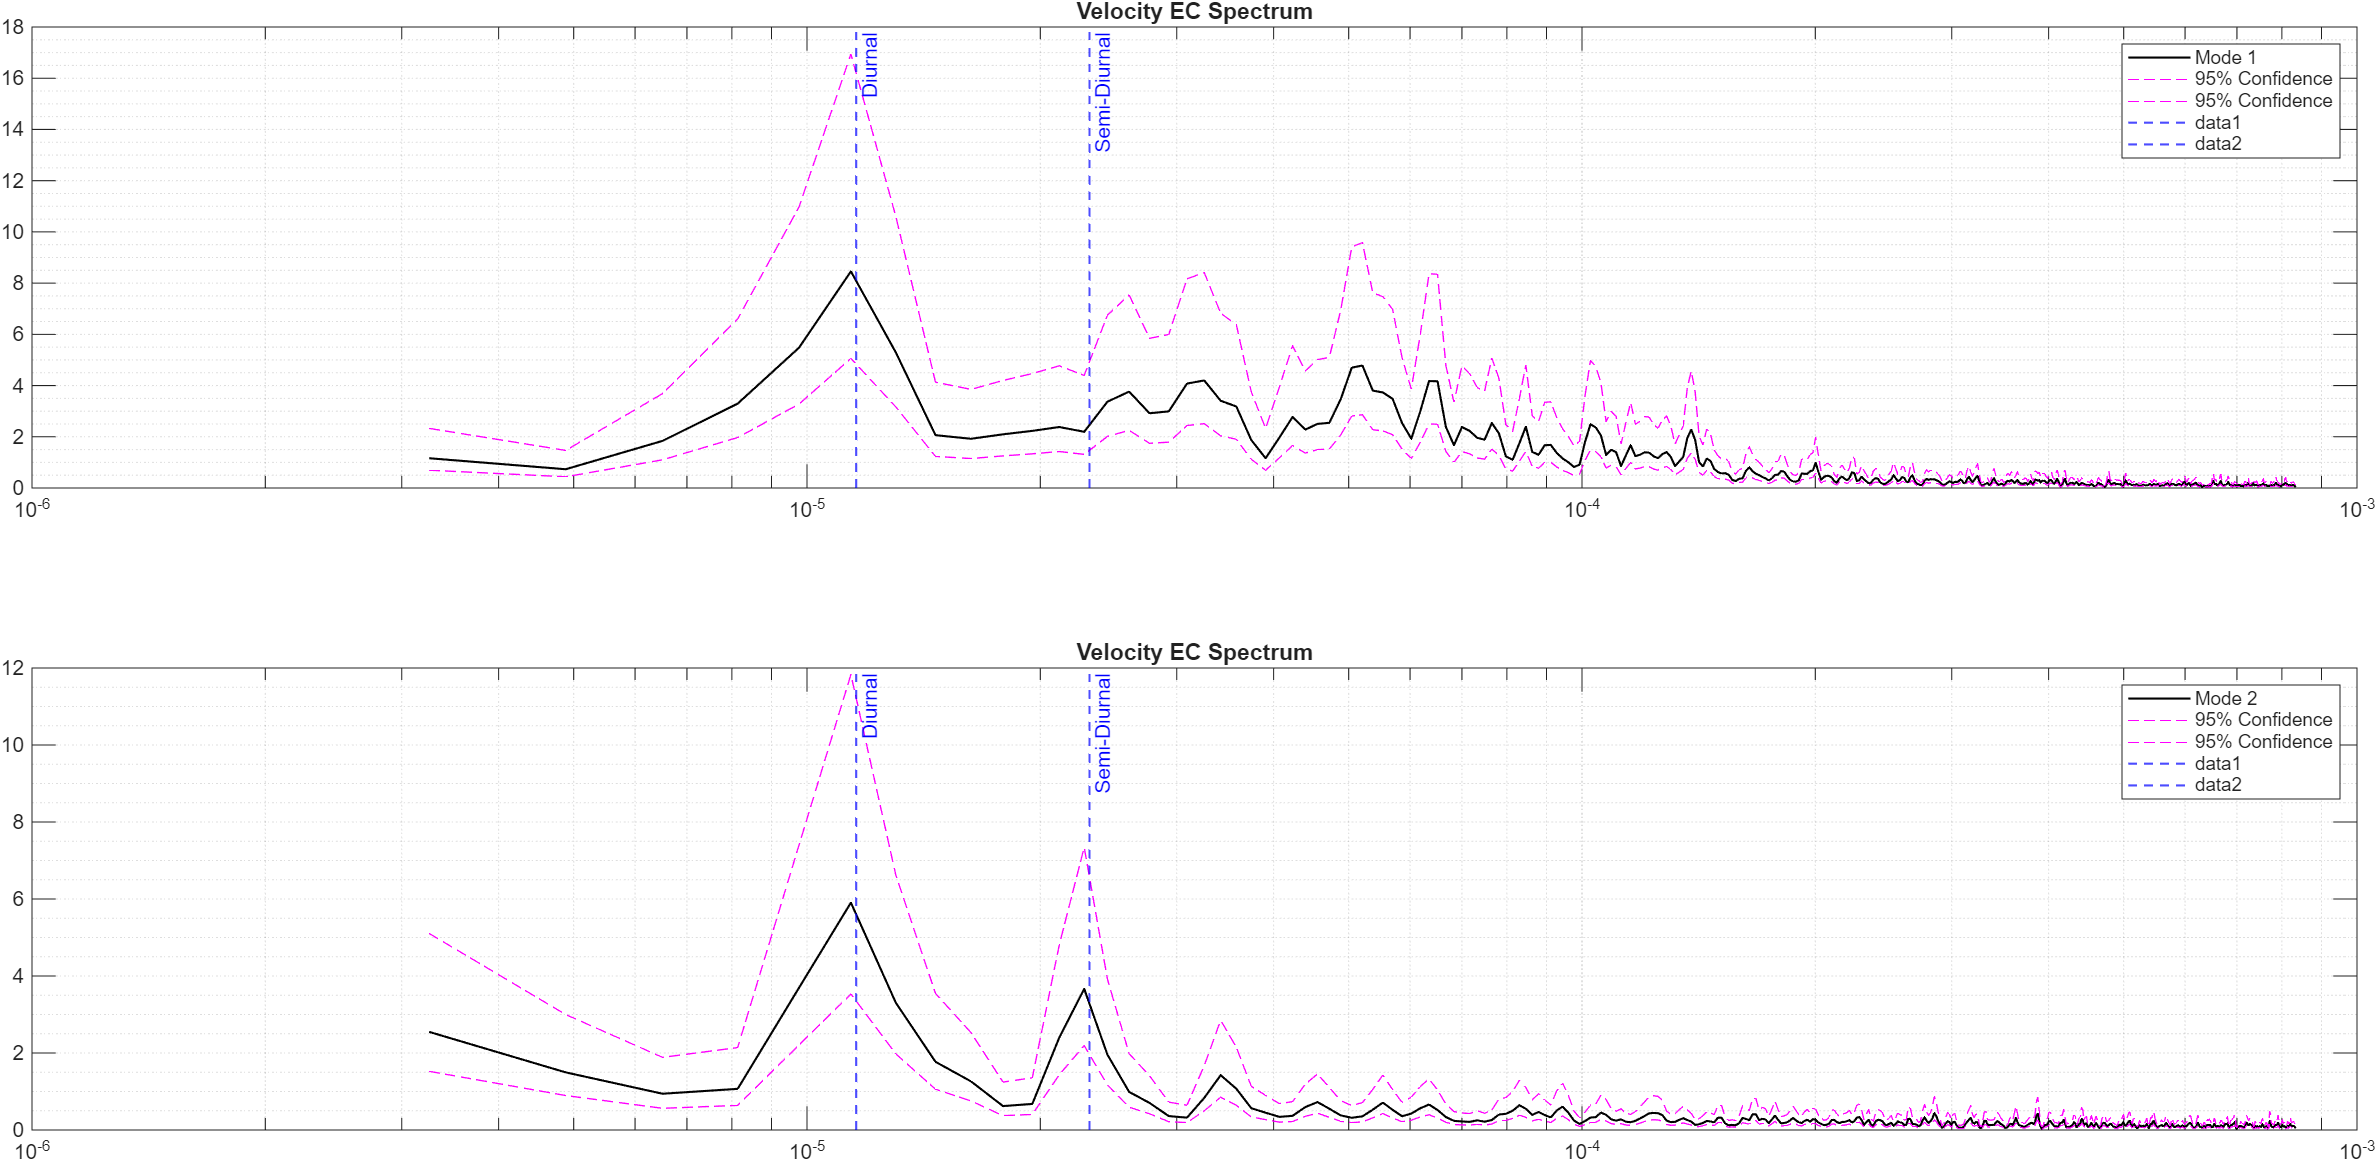 Velocity EC Spectrum
18
16
14
12
10
8
6
4
2
0
Diurnal
Semi-Diurnal
Mode 1
95% Confidence
95% Confidence
data1
data2
10^-6
10^-5
10^-4
10^-3
Velocity EC Spectrum
12
10
8
6
4
2
0
Diurnal
Semi-Diurnal
Mode 2
95% Confidence
95% Confidence
data1
data2
10^-6
10^-5
10^-4
10^-3